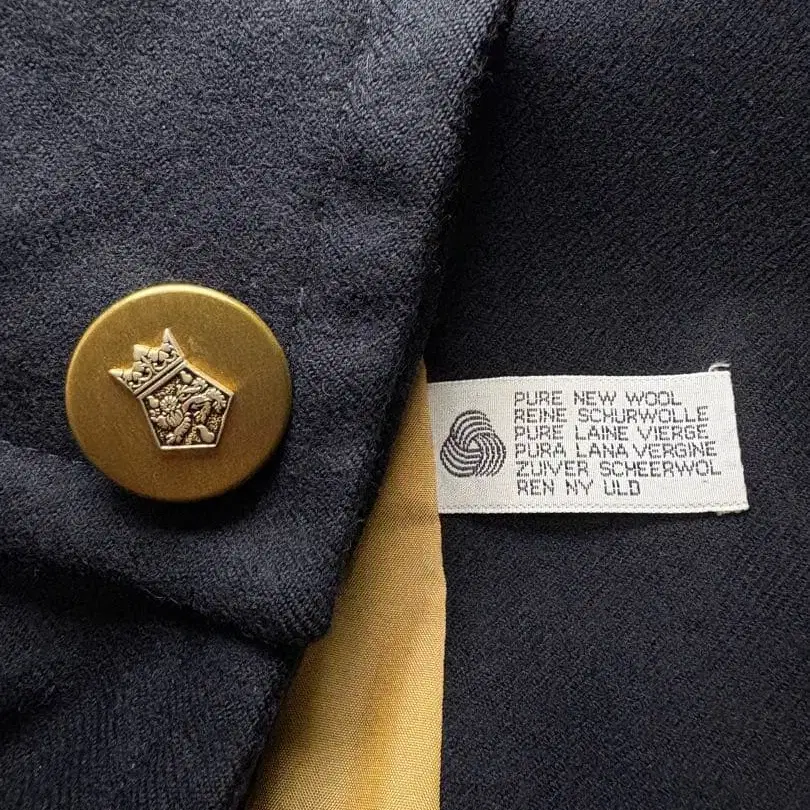 PURE NEW WOOL
REINE SCHURWOLLE
PURE LAINE VIERGE
PURA LANA VERGINE
ZUIVER SCHEERWOL
REN NY ULD